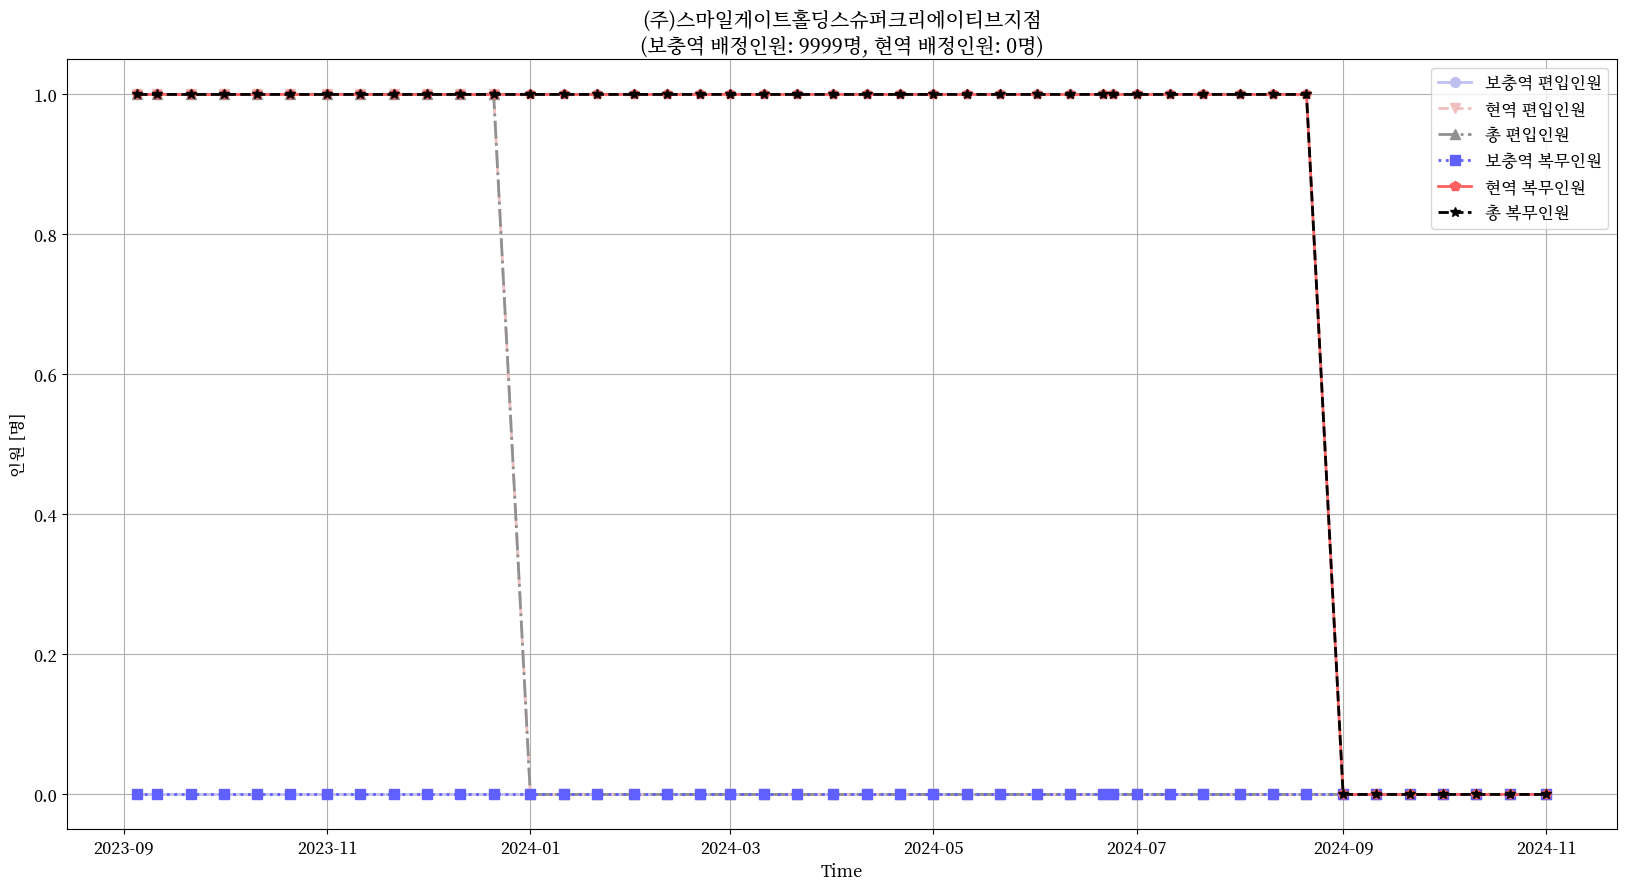 (주)스마일게이트홀딩스슈퍼크리에이티브지점
(보충역 배정인원: 9999명, 현역 배정인원: 0명)
보충역 편입인원
현역 편입인원
총 편입인원
보충역 복무인원
현역 복무인원
총 복무인원
인원 [명]
1.0
0.8
0.6
0.4
0.2
0.0
2023-09 2023-11 2024-01 2024-03 2024-05 2024-07 2024-09 2024-11
Time